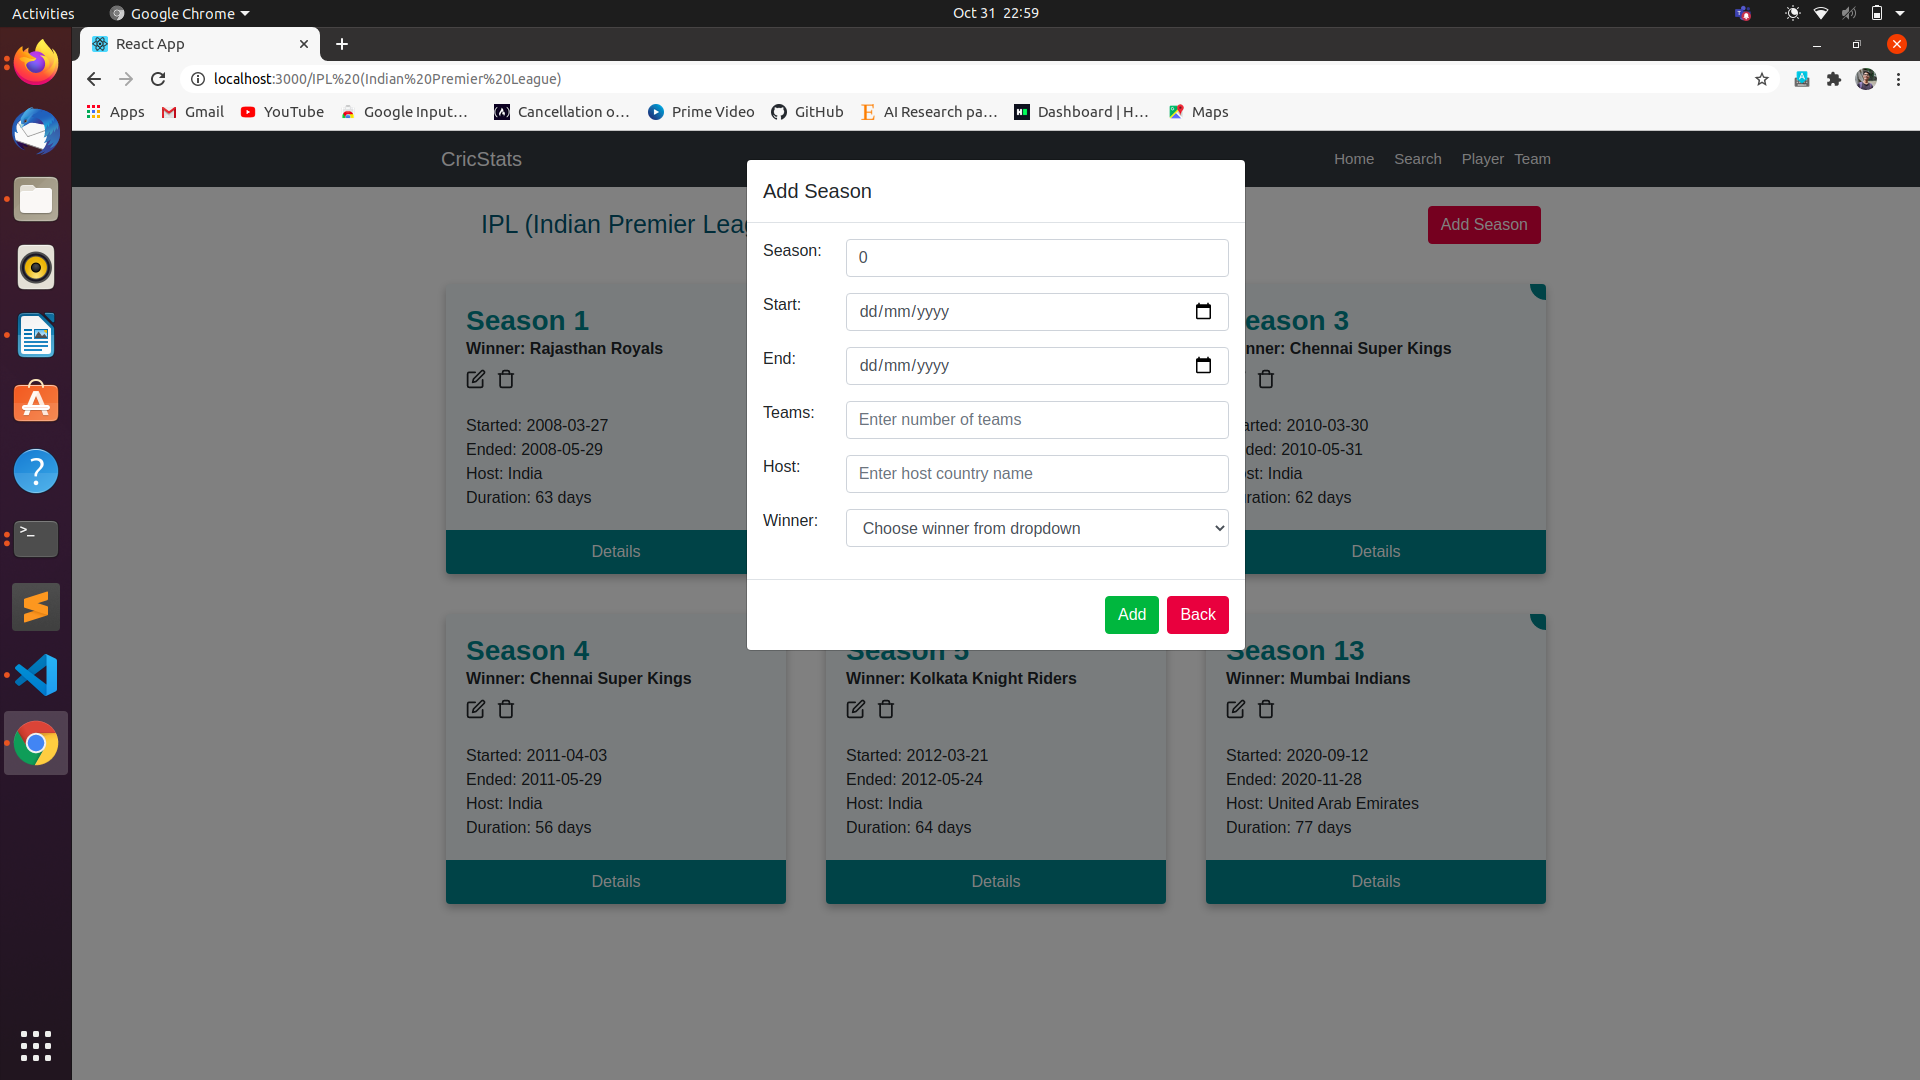 Activities
Google Chrome
Oct 31 22:59
React App
localhost:3000/IPL%20(Indian%20Premier%20League)
Apps
Gmail
YouTube
Google Input…
Cancellation o…
Prime Video
GitHub
AI Research pa…
Dashboard | H…
Maps
CricStats
Home
Search
Player
Team
IPL (Indian Premier Leag
Add Season
Add Season
Season:
0
Start:
dd/mm/yyyy
End:
dd/mm/yyyy
Teams:
Enter number of teams
Host:
Enter host country name
Winner:
Choose winner from dropdown
Add
Back
Season 1
Winner: Rajasthan Royals
Started: 2008-03-27
Ended: 2008-05-29
Host: India
Duration: 63 days
Details
eason 3
nner: Chennai Super Kings
arted: 2010-03-30
ded: 2010-05-31
st: India
ration: 62 days
Details
Season 4
Winner: Chennai Super Kings
Started: 2011-04-03
Ended: 2011-05-29
Host: India
Duration: 56 days
Details
Season 5
Winner: Kolkata Knight Riders
Started: 2012-03-21
Ended: 2012-05-24
Host: India
Duration: 64 days
Details
Season 13
Winner: Mumbai Indians
Started: 2020-09-12
Ended: 2020-11-28
Host: United Arab Emirates
Duration: 77 days
Details